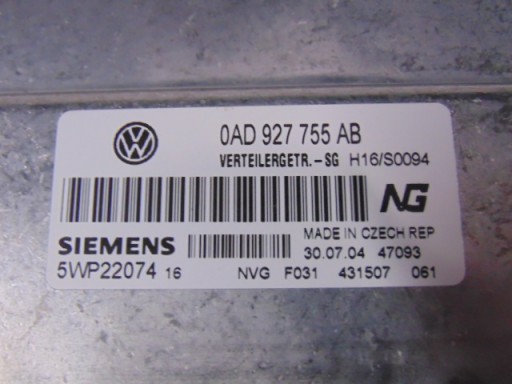 0AD 927 755 AB
VERTEILERGETR.-SG H16/S0094
NG
SIEMENS MADE IN CZECH REP
30.07.04 47093
5WP22074 16 NVG F031 431507 061